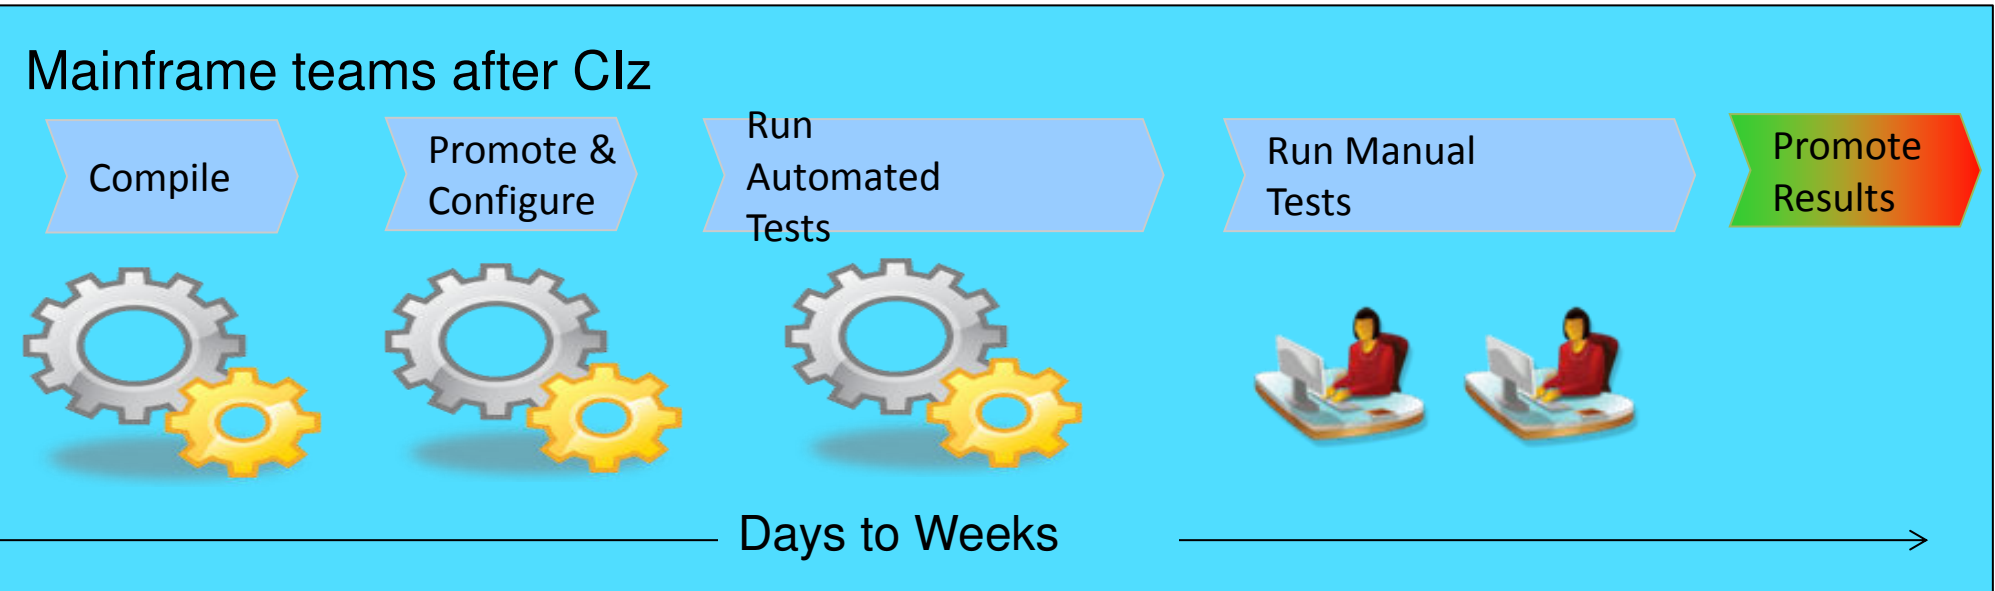 Mainframe teams after CIz
Compile
Promote &
Configure
Run
Automated
Tests
Run Manual
Tests
Promote
Results
Days to Weeks